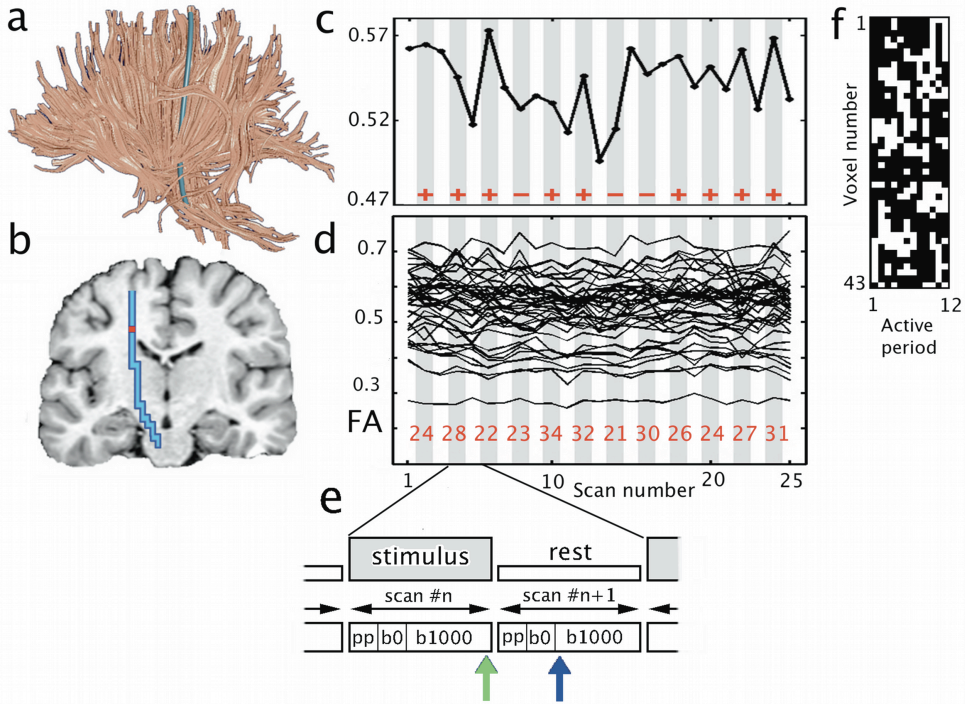 a
b
c
0.57
0.52
0.47
+ + + − + + − − + + + +
d
0.7
0.5
0.3
FA
24 28 22 23 34 32 21 30 26 24 27 31
1 10 20 25
Scan number
e
stimulus
rest
scan #n
scan #n+1
pp b0 b1000
pp b0 b1000
f
1
Voxel number
43
1 12
Active
period